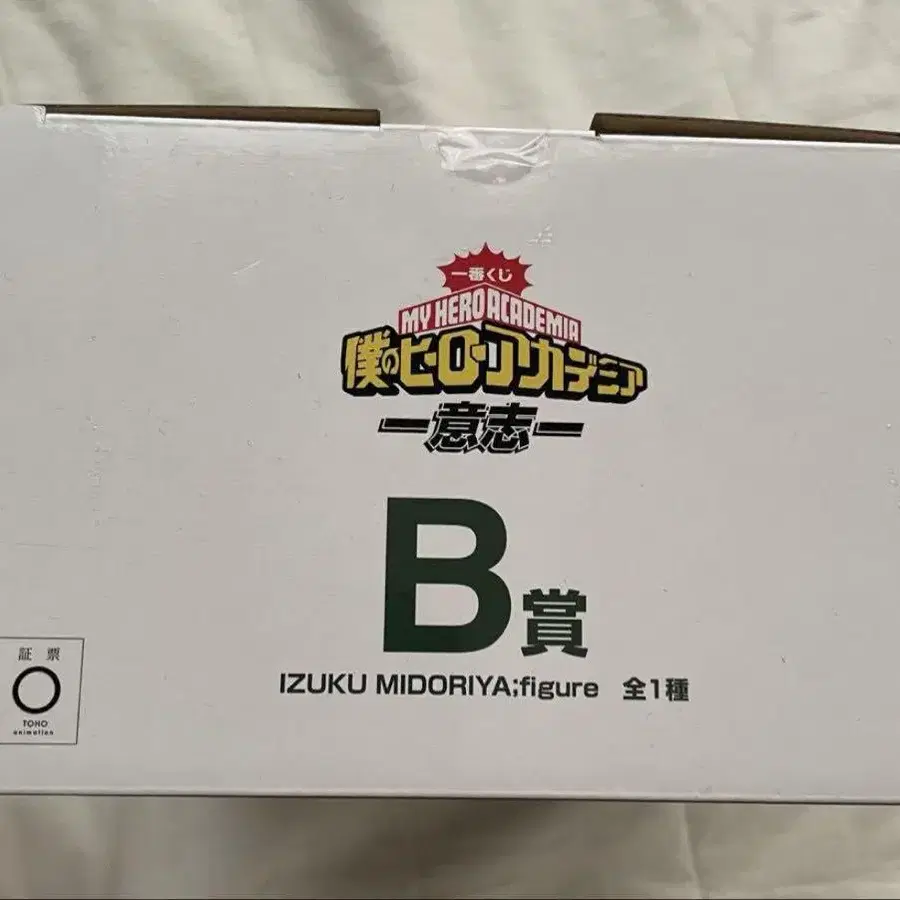 一番くじ
MY HERO ACADEMIA
僕のヒーローアカデミア
－意志－
B賞
IZUKU MIDORIYA;figure 全1種
証 票
TOHO
animation